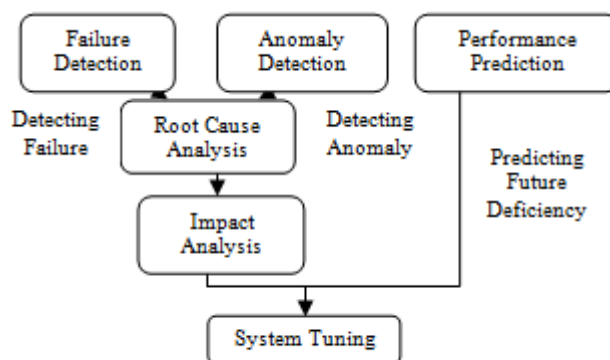 Failure
Detection
Anomaly
Detection
Performance
Prediction
Detecting
Failure
Root Cause
Analysis
Detecting
Anomaly
Predicting
Future
Deficiency
Impact
Analysis
System Tuning